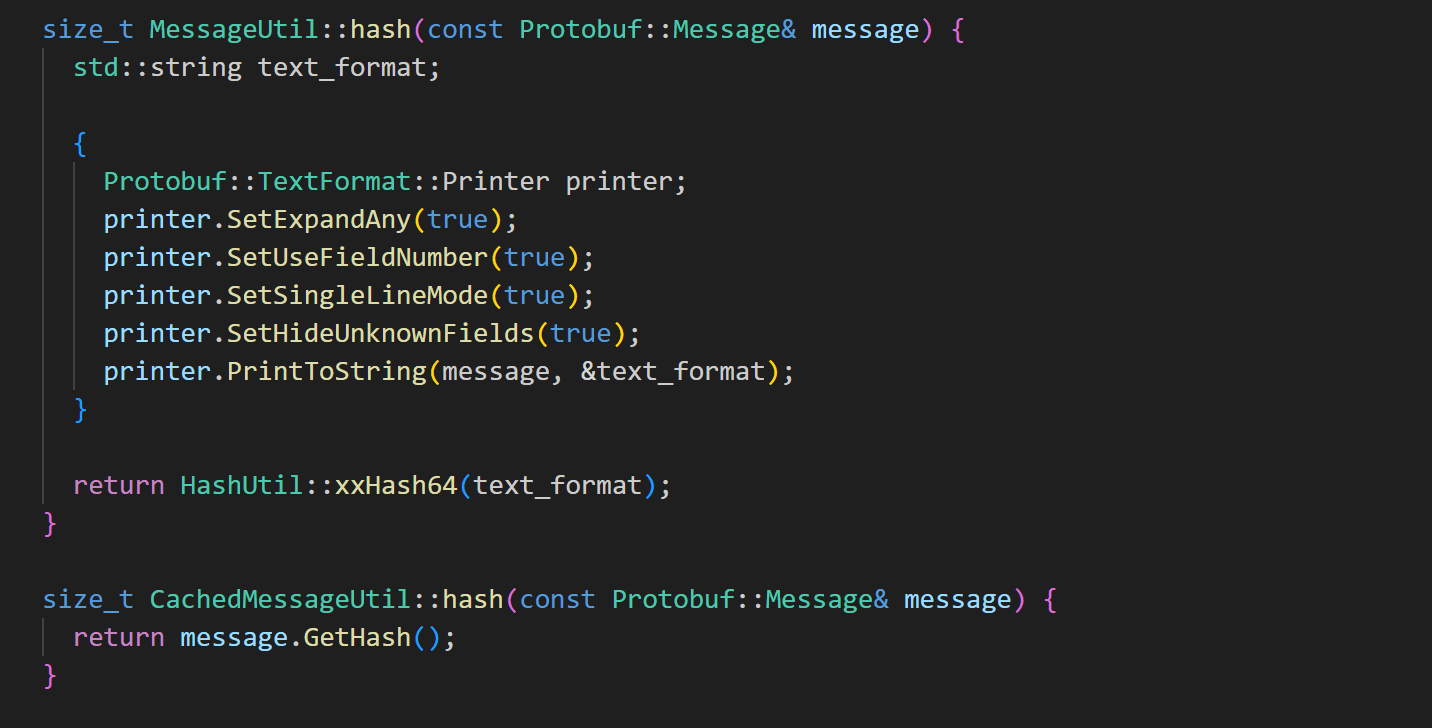 size_t MessageUtil::hash(const Protobuf::Message& message) {
  std::string text_format;

  {
    Protobuf::TextFormat::Printer printer;
    printer.SetExpandAny(true);
    printer.SetUseFieldNumber(true);
    printer.SetSingleLineMode(true);
    printer.SetHideUnknownFields(true);
    printer.PrintToString(message, &text_format);
  }

  return HashUtil::xxHash64(text_format);
}

size_t CachedMessageUtil::hash(const Protobuf::Message& message) {
  return message.GetHash();
}